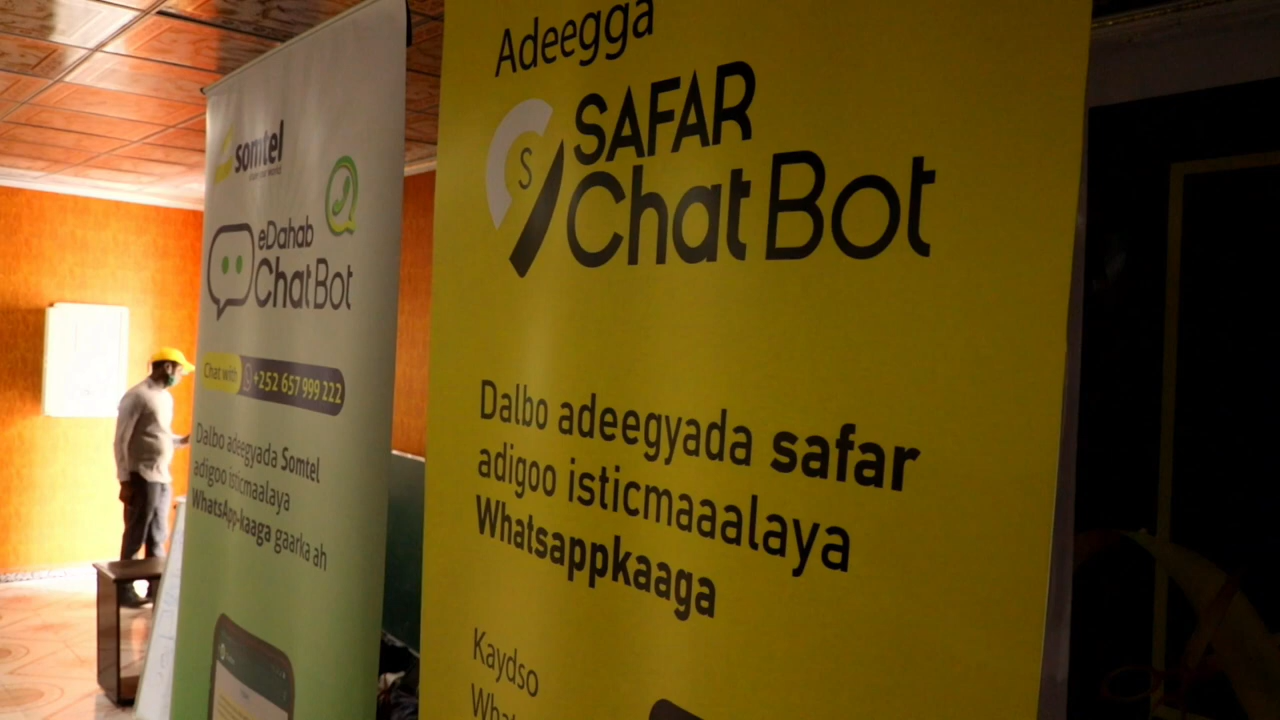 somtel
eDahab
ChatBot
Chat with +252 657 999 222
Dalbo adeegyada Somtel
adigoo isticmaalaya
WhatsApp-kaaga gaarka ah
Adeegga
S
SAFAR
ChatBot
Dalbo adeegyada safar
adigoo isticmaaalaya
Whatsappkaaga
Kaydso